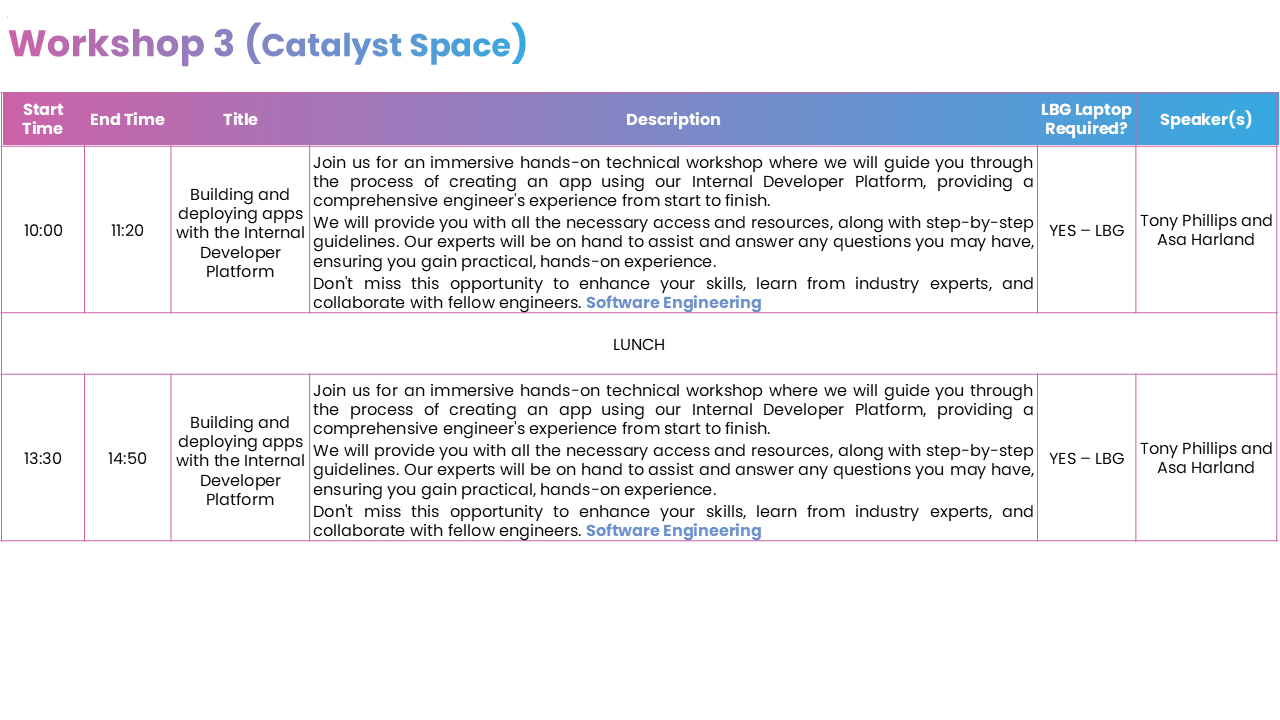 Workshop 3 (Catalyst Space)
Start Time
End Time
Title
Description
LBG Laptop
Required?
Speaker(s)
10:00
11:20
Building and
deploying apps
with the Internal
Developer
Platform
Join us for an immersive hands-on technical workshop where we will guide you through
the process of creating an app using our Internal Developer Platform, providing a
comprehensive engineer's experience from start to finish.
We will provide you with all the necessary access and resources, along with step-by-step
guidelines. Our experts will be on hand to assist and answer any questions you may have,
ensuring you gain practical, hands-on experience.
Don't miss this opportunity to enhance your skills, learn from industry experts, and
collaborate with fellow engineers. Software Engineering
YES – LBG
Tony Phillips and
Asa Harland
LUNCH
13:30
14:50
Building and
deploying apps
with the Internal
Developer
Platform
Join us for an immersive hands-on technical workshop where we will guide you through
the process of creating an app using our Internal Developer Platform, providing a
comprehensive engineer's experience from start to finish.
We will provide you with all the necessary access and resources, along with step-by-step
guidelines. Our experts will be on hand to assist and answer any questions you may have,
ensuring you gain practical, hands-on experience.
Don't miss this opportunity to enhance your skills, learn from industry experts, and
collaborate with fellow engineers. Software Engineering
YES – LBG
Tony Phillips and
Asa Harland